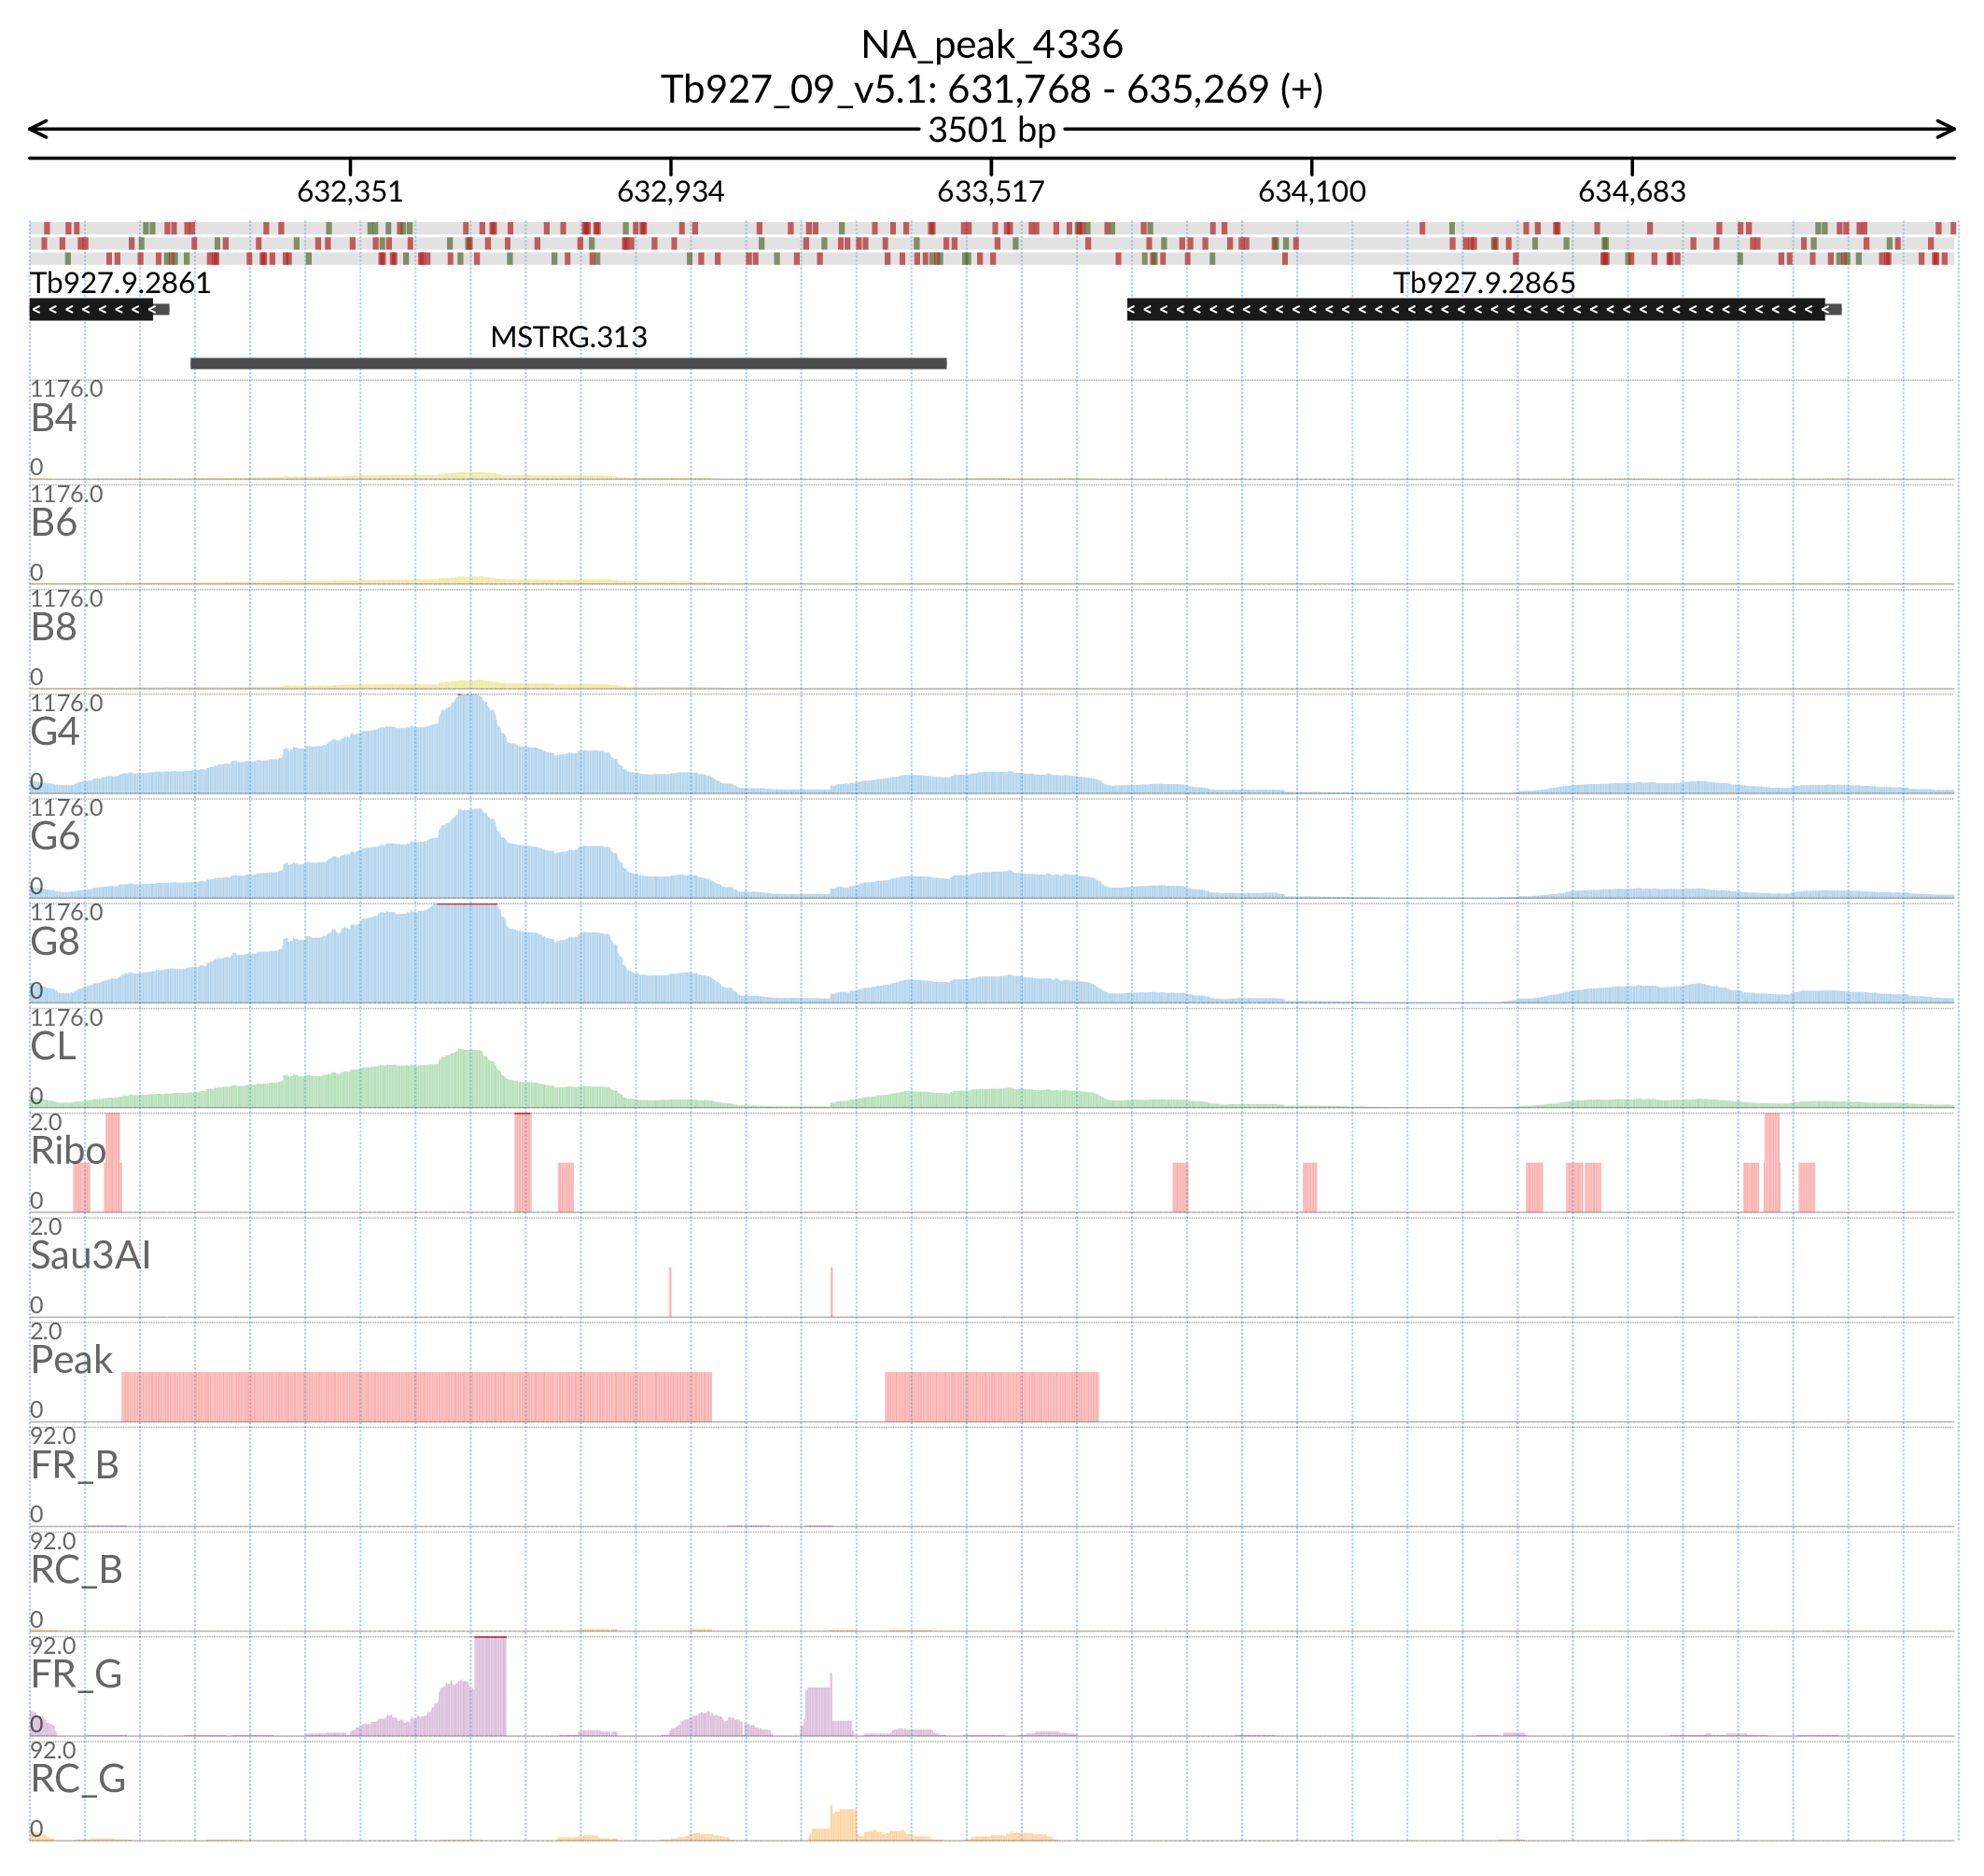 NA_peak_4336
Tb927_09_v5.1: 631,768 - 635,269 (+)
3501 bp
632,351 632,934 633,517 634,100 634,683
Tb927.9.2861 Tb927.9.2865
MSTRG.313
1176.0
B4
0
1176.0
B6
0
1176.0
B8
0
1176.0
G4
0
1176.0
G6
0
1176.0
G8
0
1176.0
CL
0
2.0
Ribo
0
2.0
Sau3AI
0
2.0
Peak
0
92.0
FR_B
0
92.0
RC_B
0
92.0
FR_G
0
92.0
RC_G
0